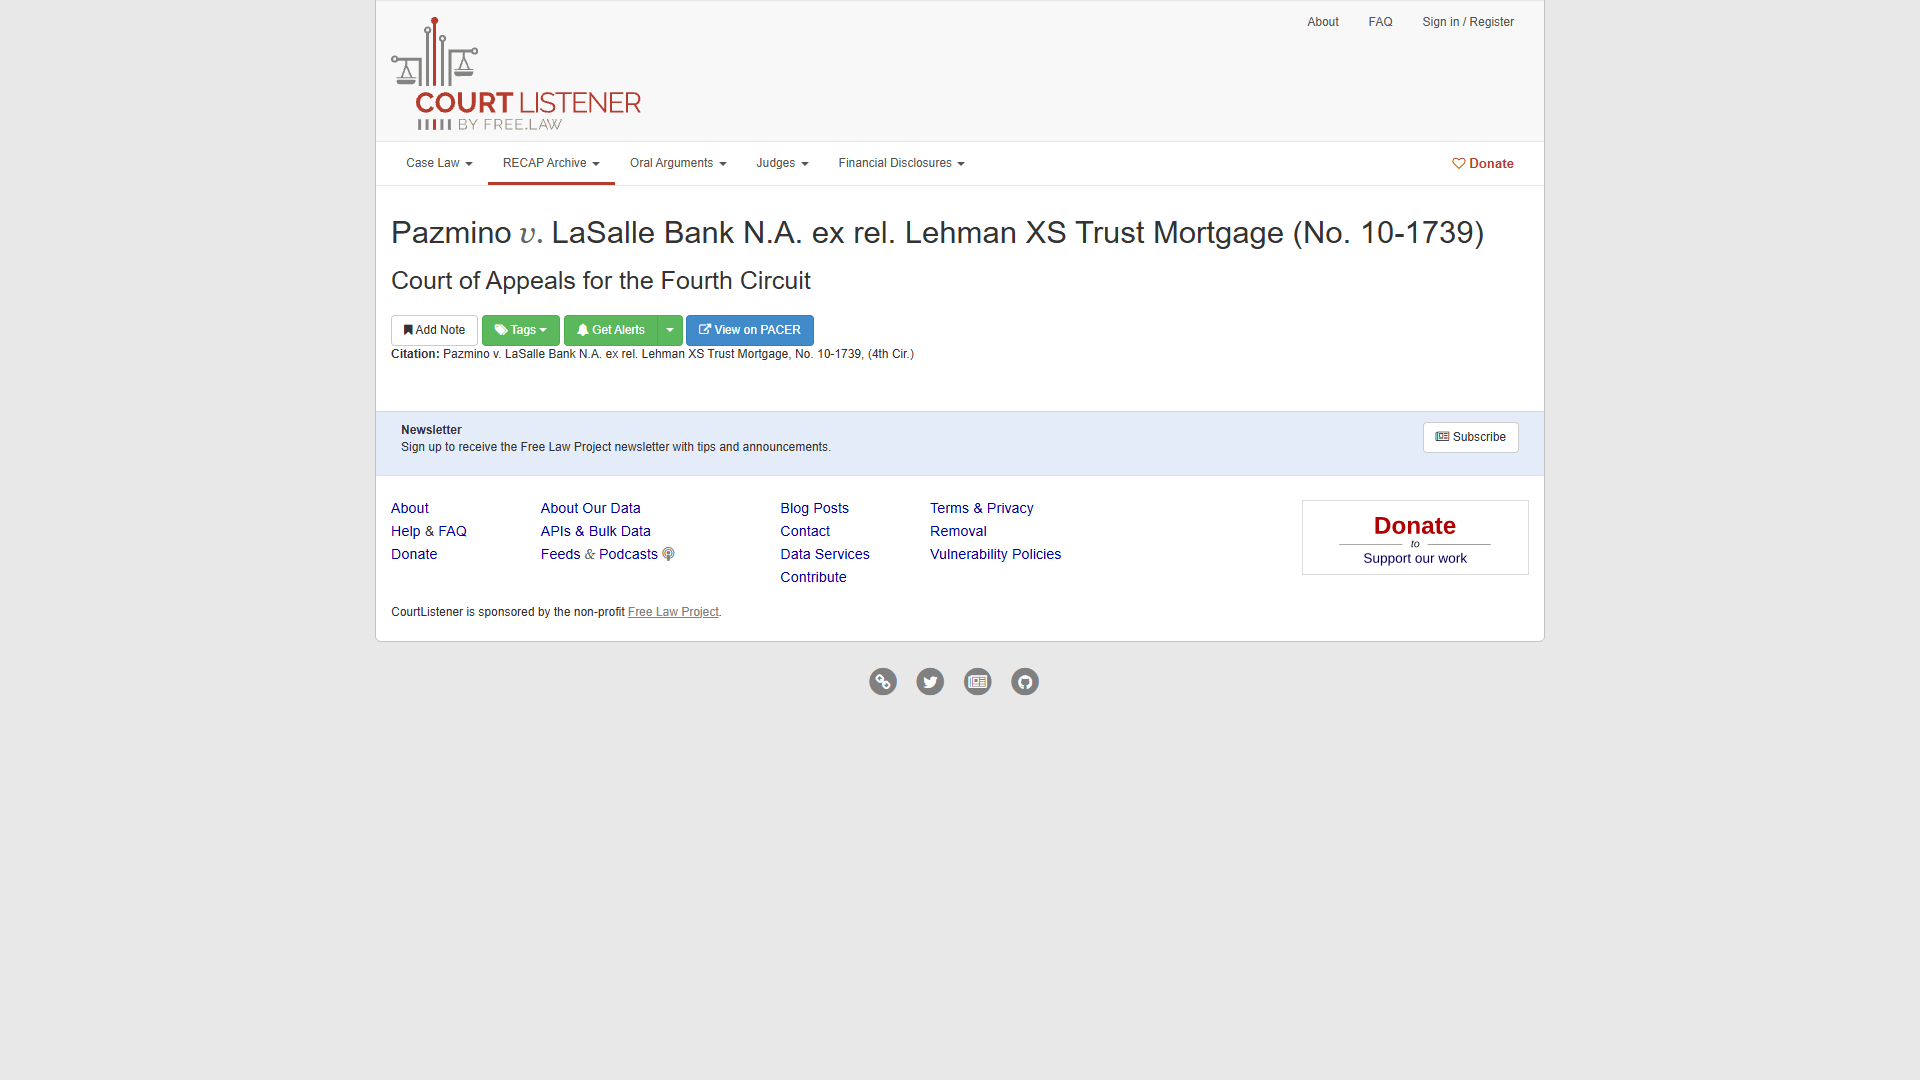 About FAQ Sign in / Register
COURT LISTENER
BY FREE.LAW
Case Law RECAP Archive Oral Arguments Judges Financial Disclosures Donate
Pazmino v. LaSalle Bank N.A. ex rel. Lehman XS Trust Mortgage (No. 10-1739)
Court of Appeals for the Fourth Circuit
Add Note Tags Get Alerts View on PACER
Citation: Pazmino v. LaSalle Bank N.A. ex rel. Lehman XS Trust Mortgage, No. 10-1739, (4th Cir.)
Newsletter
Sign up to receive the Free Law Project newsletter with tips and announcements.
Subscribe
About
Help & FAQ
Donate
About Our Data
APIs & Bulk Data
Feeds & Podcasts
Blog Posts
Contact
Data Services
Contribute
Terms & Privacy
Removal
Vulnerability Policies
Donate
to
Support our work
CourtListener is sponsored by the non-profit Free Law Project.